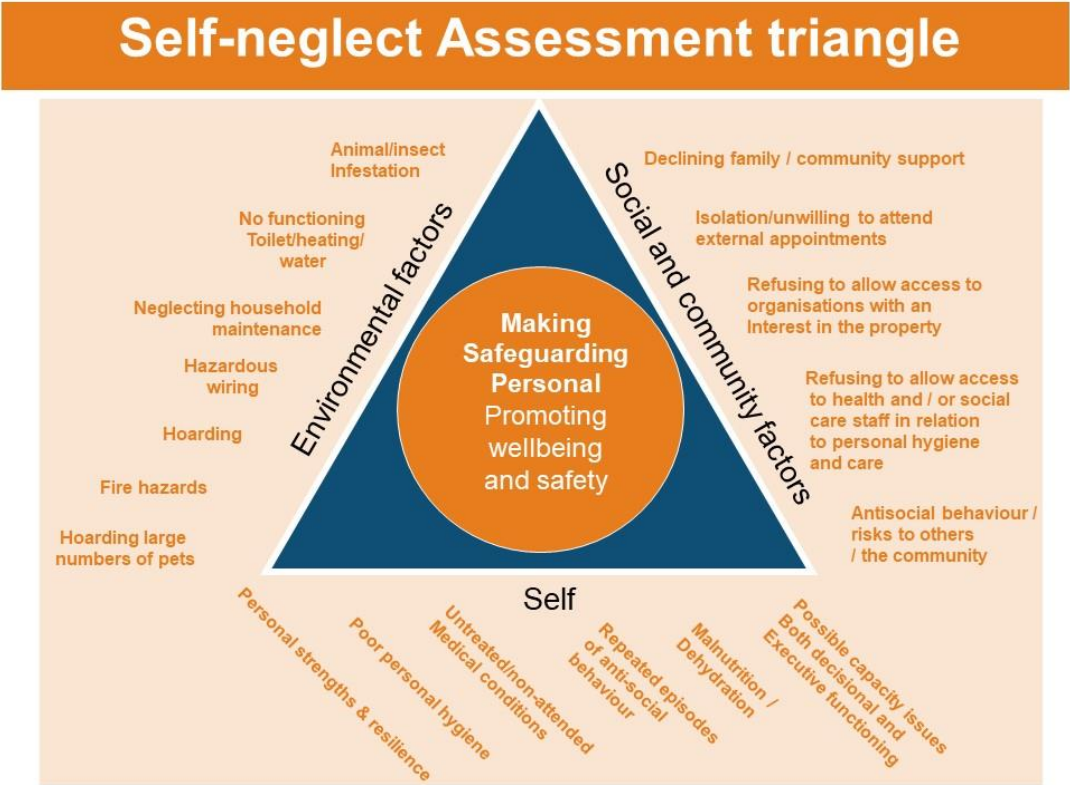 Self-neglect Assessment triangle
Animal/insect
Infestation
No functioning
Toilet/heating/
water
Neglecting household
maintenance
Hazardous
wiring
Hoarding
Fire hazards
Hoarding large
numbers of pets
Environmental factors
Making
Safeguarding
Personal
Promoting
wellbeing
and safety
Social and community factors
Declining family / community support
Isolation/unwilling to attend
external appointments
Refusing to allow access to
organisations with an
Interest in the property
Refusing to allow access
to health and / or social
care staff in relation
to personal hygiene
and care
Antisocial behaviour /
risks to others
/ the community
Self
Personal strengths & resilience
Poor personal hygiene
Untreated/non-attended
Medical conditions
Repeated episodes
of anti-social
behaviour
Malnutrition /
Dehydration
Possible capacity issues
Both decisional and
Executive functioning